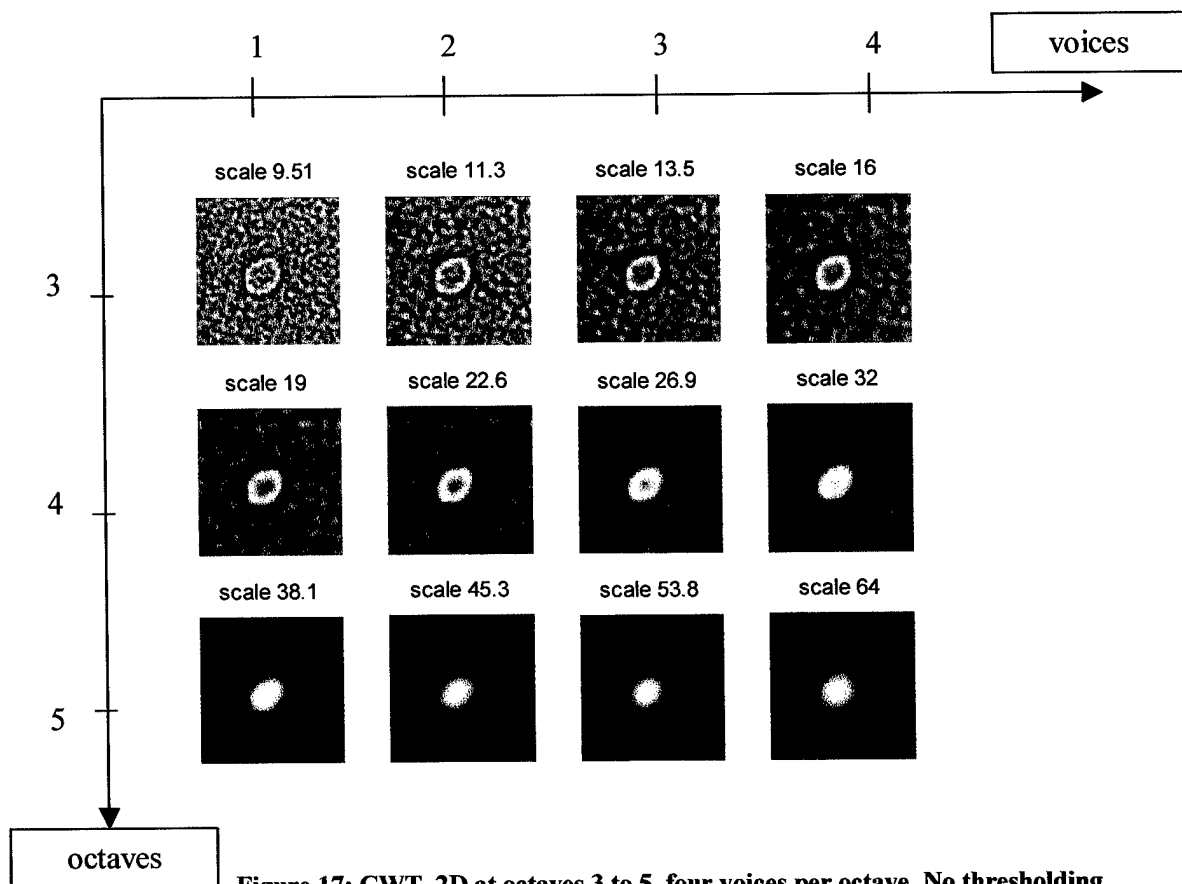 1 2 3 4 voices
scale 9.51 scale 11.3 scale 13.5 scale 16
3
scale 19 scale 22.6 scale 26.9 scale 32
4
scale 38.1 scale 45.3 scale 53.8 scale 64
5
octaves
Figure 17: CWT 2D at octaves 3 to 5, four voices per octave. No thresholding